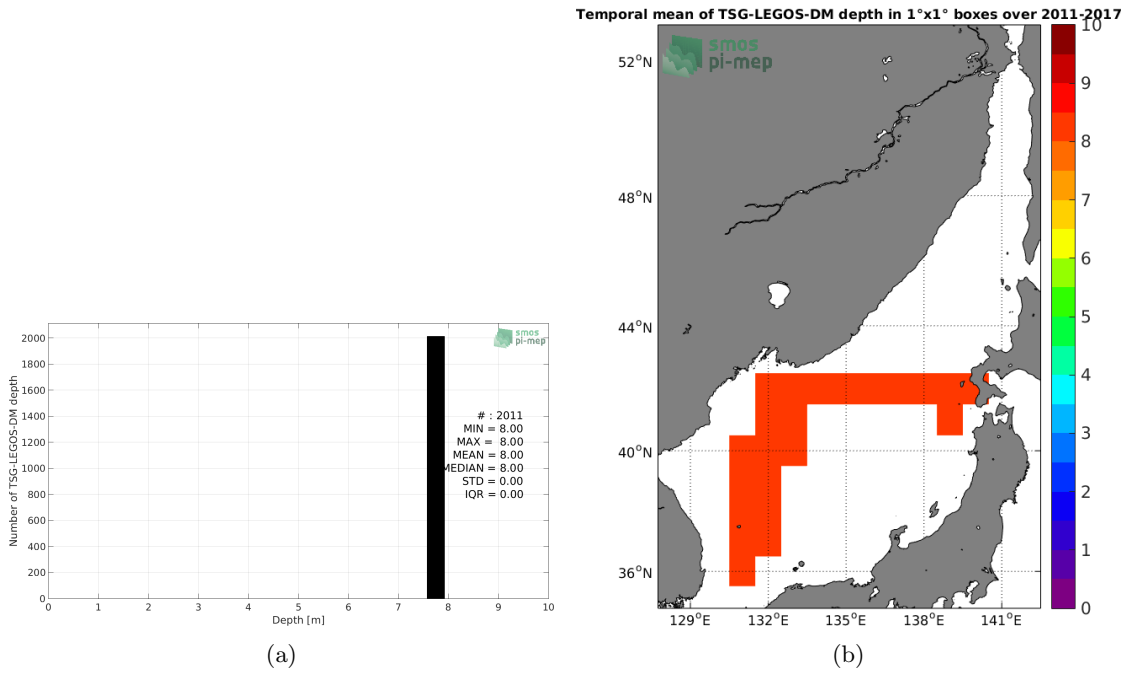 Temporal mean of TSG-LEGOS-DM depth in 1°x1° boxes over 2011-2017
smos
pi-mep
52°N
48°N
44°N
40°N
36°N
129°E 132°E 135°E 138°E 141°E
10
9
8
7
6
5
4
3
2
1
0
smos
pi-mep
Number of TSG-LEGOS-DM depth
2000
1800
1600
1400
1200
1000
800
600
400
200
0
# : 2011
MIN = 8.00
MAX = 8.00
MEAN = 8.00
MEDIAN = 8.00
STD = 0.00
IQR = 0.00
0 1 2 3 4 5 6 7 8 9 10
Depth [m]
(a)
(b)